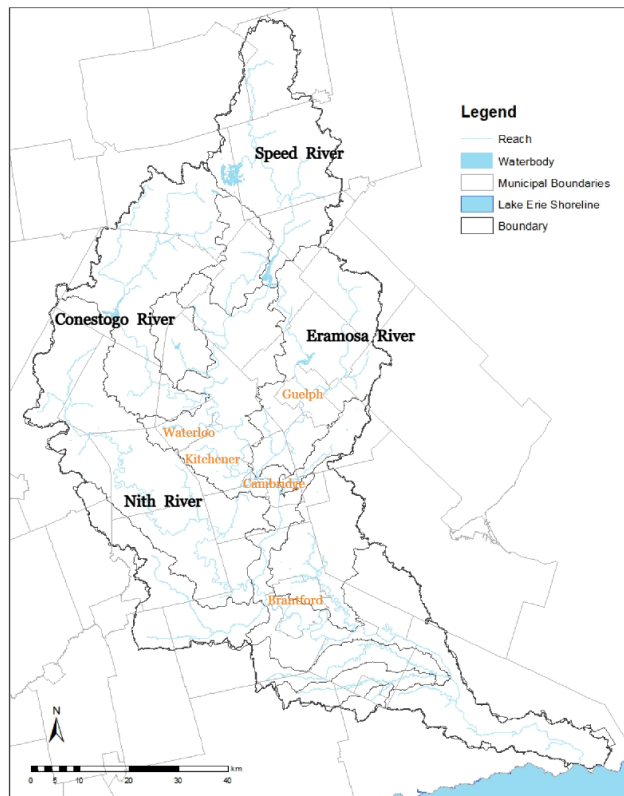 Legend
Reach
Waterbody
Municipal Boundaries
Lake Erie Shoreline
Boundary
Speed River
Conestogo River
Eramosa River
Guelph
Waterloo
Kitchener
Cambridge
Nith River
Brantford
N
0 5 10 20 30 40 km